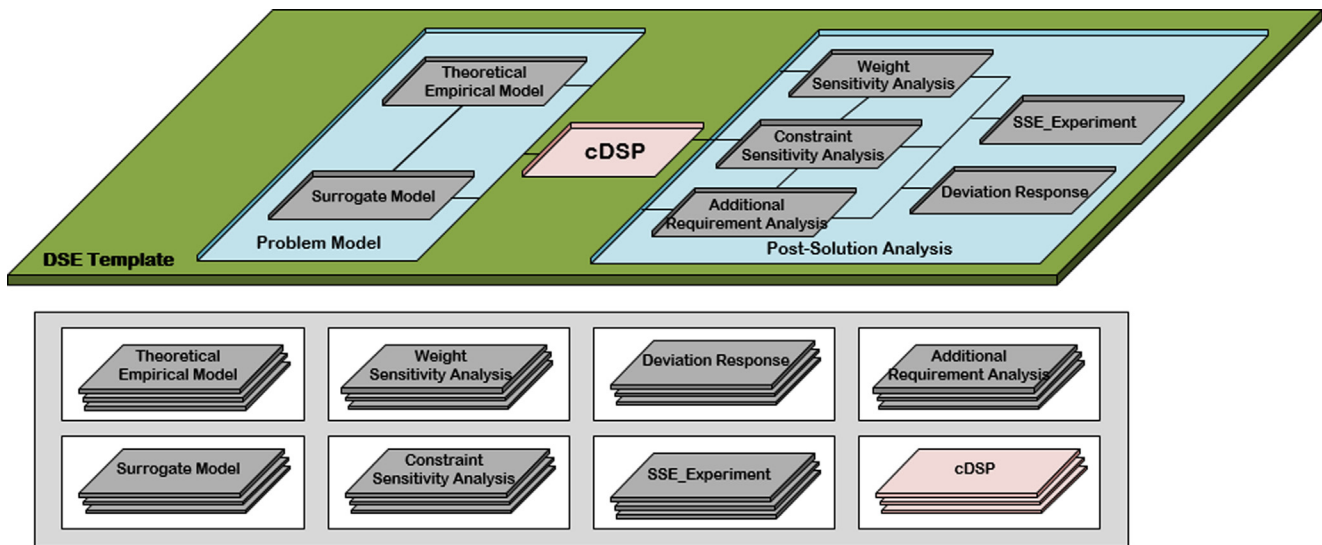 Theoretical
Empirical Model
Weight
Sensitivity Analysis
SSE_Experiment
cDSP
Constraint
Sensitivity Analysis
Surrogate Model
Deviation Response
Additional
Requirement Analysis
Problem Model
Post-Solution Analysis
DSE Template
Theoretical
Empirical Model
Weight
Sensitivity Analysis
Deviation Response
Additional
Requirement Analysis
Surrogate Model
Constraint
Sensitivity Analysis
SSE_Experiment
cDSP